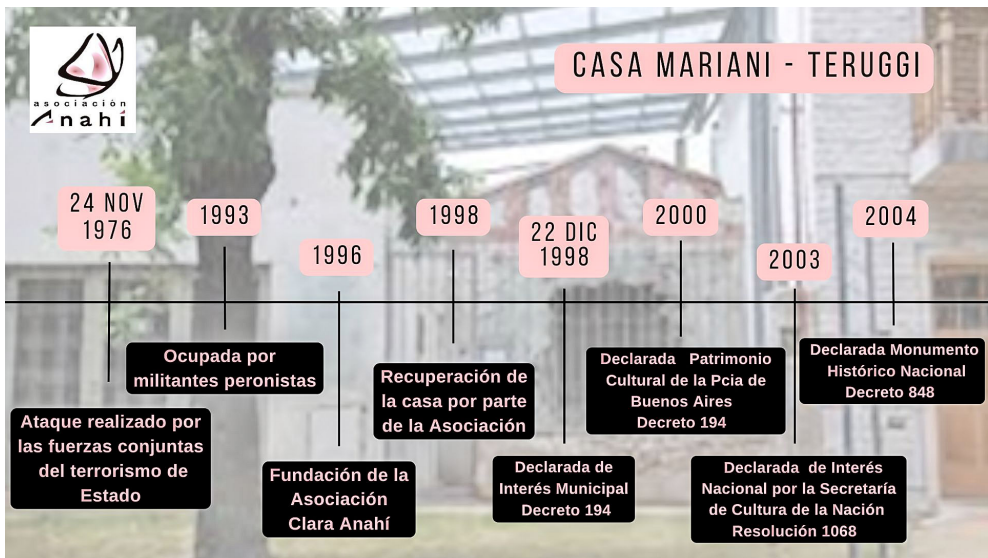 asociación
Anahí
CASA MARIANI - TERUGGI
24 NOV
1976
Ataque realizado por
las fuerzas conjuntas
del terrorismo de
Estado
1993
Ocupada por
militantes peronistas
1996
Fundación de la
Asociación
Clara Anahí
1998
Recuperación de
la casa por parte
de la Asociación
22 DIC
1998
Declarada de
Interés Municipal
Decreto 194
2000
Declarada Patrimonio
Cultural de la Pcia de
Buenos Aires
Decreto 194
2003
Declarada de Interés
Nacional por la Secretaría
de Cultura de la Nación
Resolución 1068
2004
Declarada Monumento
Histórico Nacional
Decreto 848